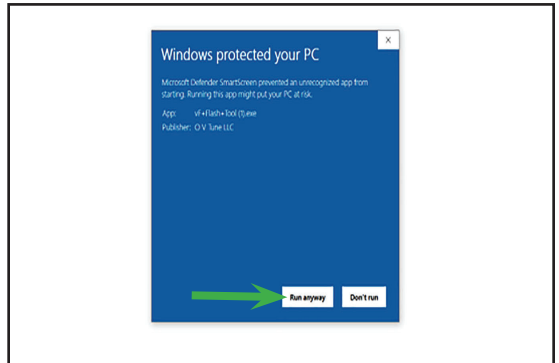 X
Windows protected your PC
Microsoft Defender SmartScreen prevented an unrecognized app from
starting. Running this app might put your PC at risk.
App: vF+Flash+Tool (1).exe
Publisher: O V Tune LLC
Run anyway Don't run